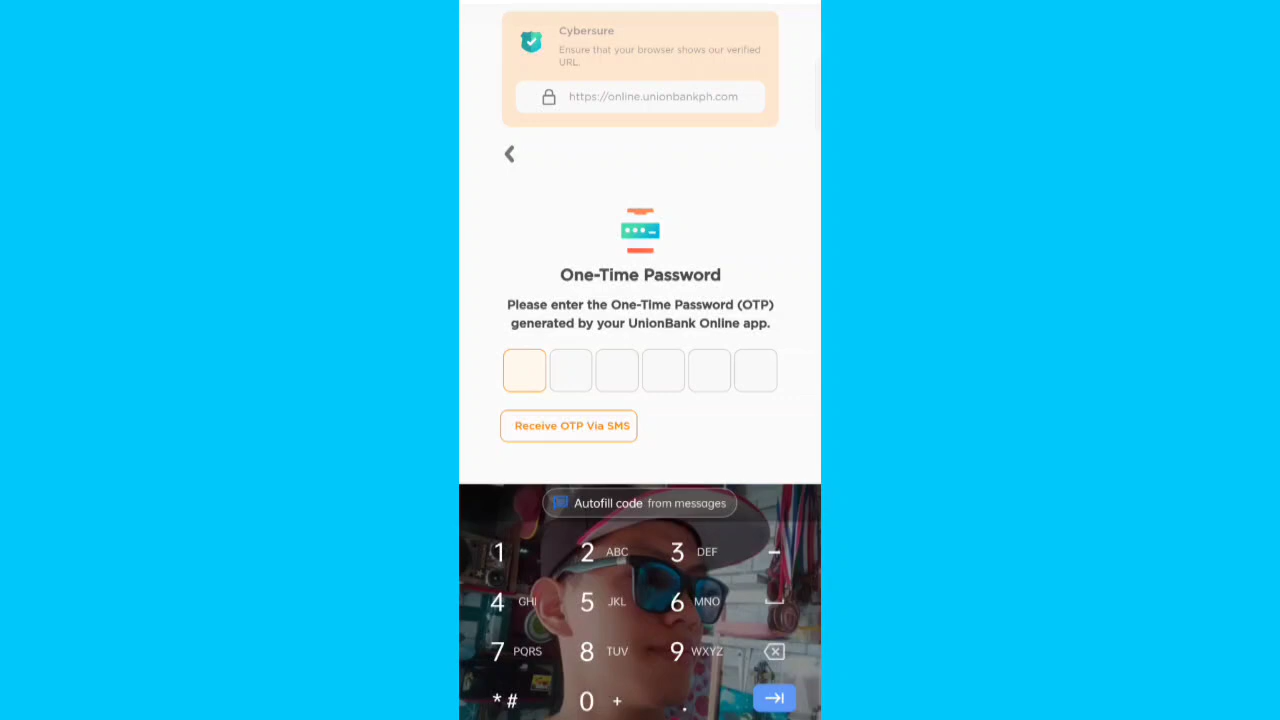 Cybersure
Ensure that your browser shows our verified
URL.
https://online.unionbankph.com
One-Time Password
Please enter the One-Time Password (OTP)
generated by your UnionBank Online app.
Receive OTP Via SMS
Autofill code from messages
1 2 ABC 3 DEF -
4 GHI 5 JKL 6 MNO
7 PQRS 8 TUV 9 WXYZ
* # 0 + .